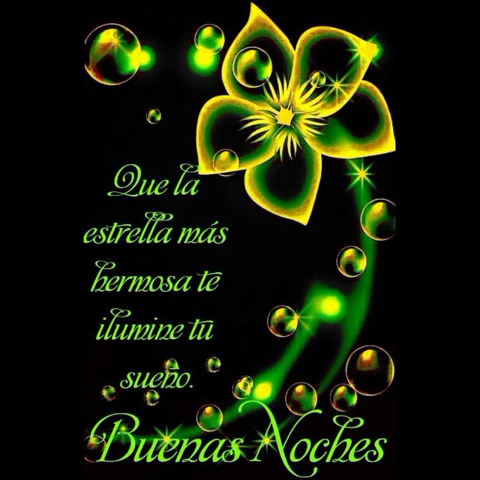 Que la
estrella más
hermosa te
ilumine tu
sueño.
Buenas Noches